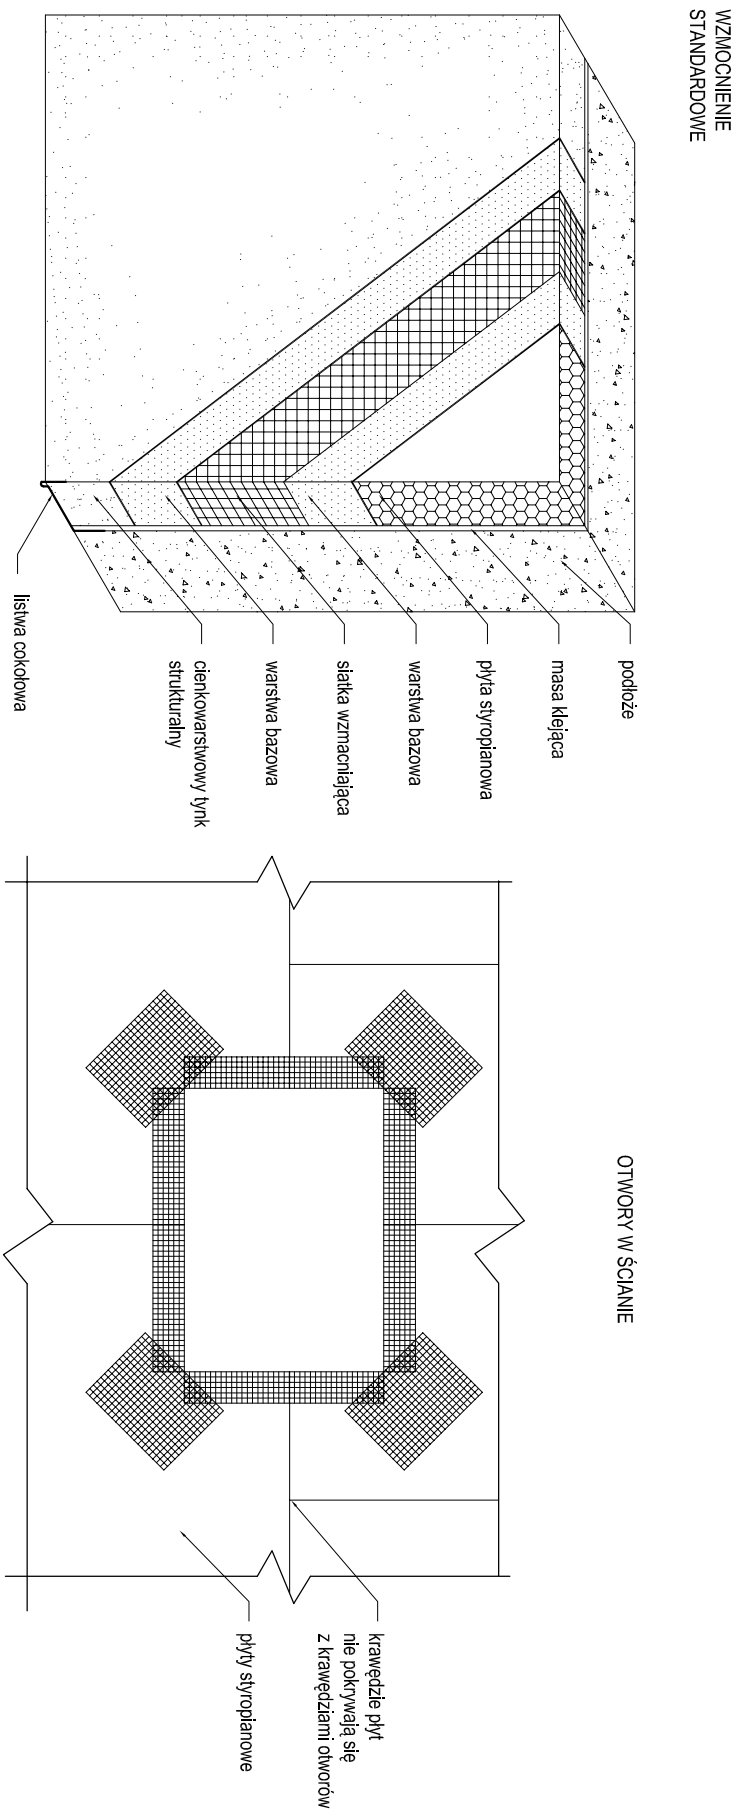 WZMOCNIENIE
STANDARDOWE
podłoże
masa klejąca
płyta styropianowa
warstwa bazowa
siatka wzmacniająca
warstwa bazowa
cienkowarstwowy tynk
strukturalny
listwa cokołowa
OTWORY W ŚCIANIE
krawędzie płyt
nie pokrywają się
z krawędziami otworów
płyty styropianowe